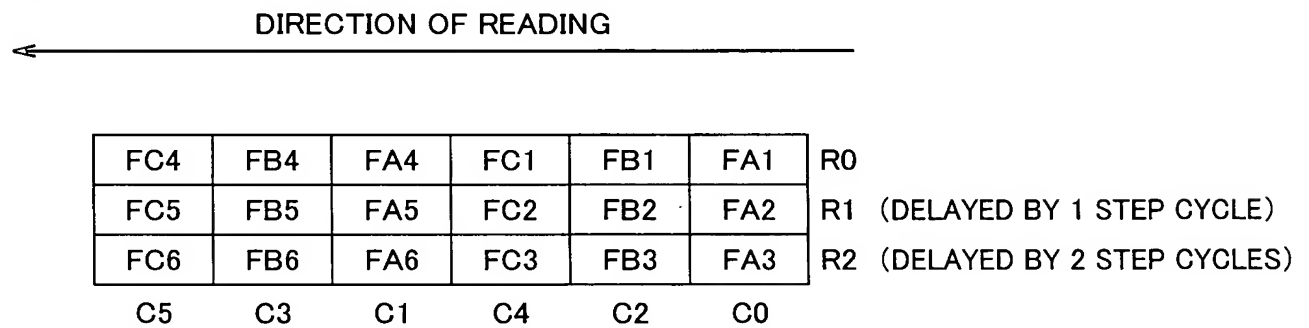 DIRECTION OF READING
FC4 FB4 FA4 FC1 FB1 FA1 R0
FC5 FB5 FA5 FC2 FB2 FA2 R1 (DELAYED BY 1 STEP CYCLE)
FC6 FB6 FA6 FC3 FB3 FA3 R2 (DELAYED BY 2 STEP CYCLES)
C5 C3 C1 C4 C2 C0